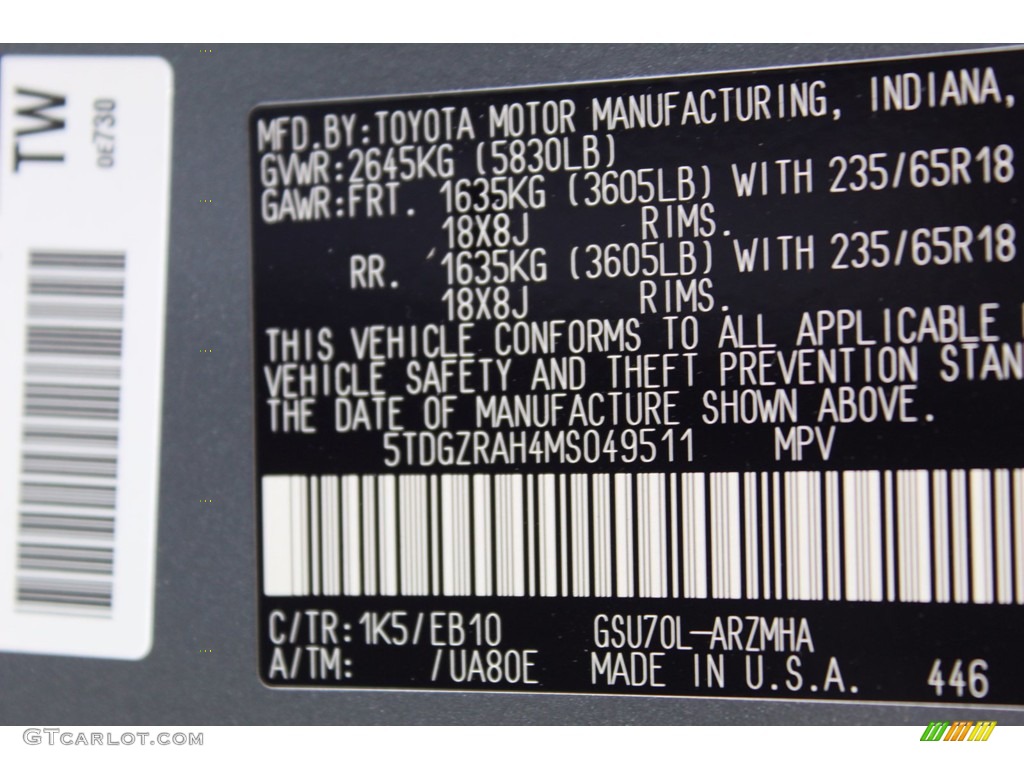 TW
0E730
MFD.BY:TOYOTA MOTOR MANUFACTURING, INDIANA,
GVWR:2645KG (5830LB)
GAWR:FRT. 1635KG (3605LB) WITH 235/65R18
18X8J RIMS.
RR. 1635KG (3605LB) WITH 235/65R18
18X8J RIMS.
THIS VEHICLE CONFORMS TO ALL APPLICABLE
VEHICLE SAFETY AND THEFT PREVENTION STAN
THE DATE OF MANUFACTURE SHOWN ABOVE.
5TDGZRAH4MS049511 MPV
C/TR:1K5/EB10 GSU70L-ARZMHA
A/TM: /UA80E MADE IN U.S.A. 446
GTCarlot.com